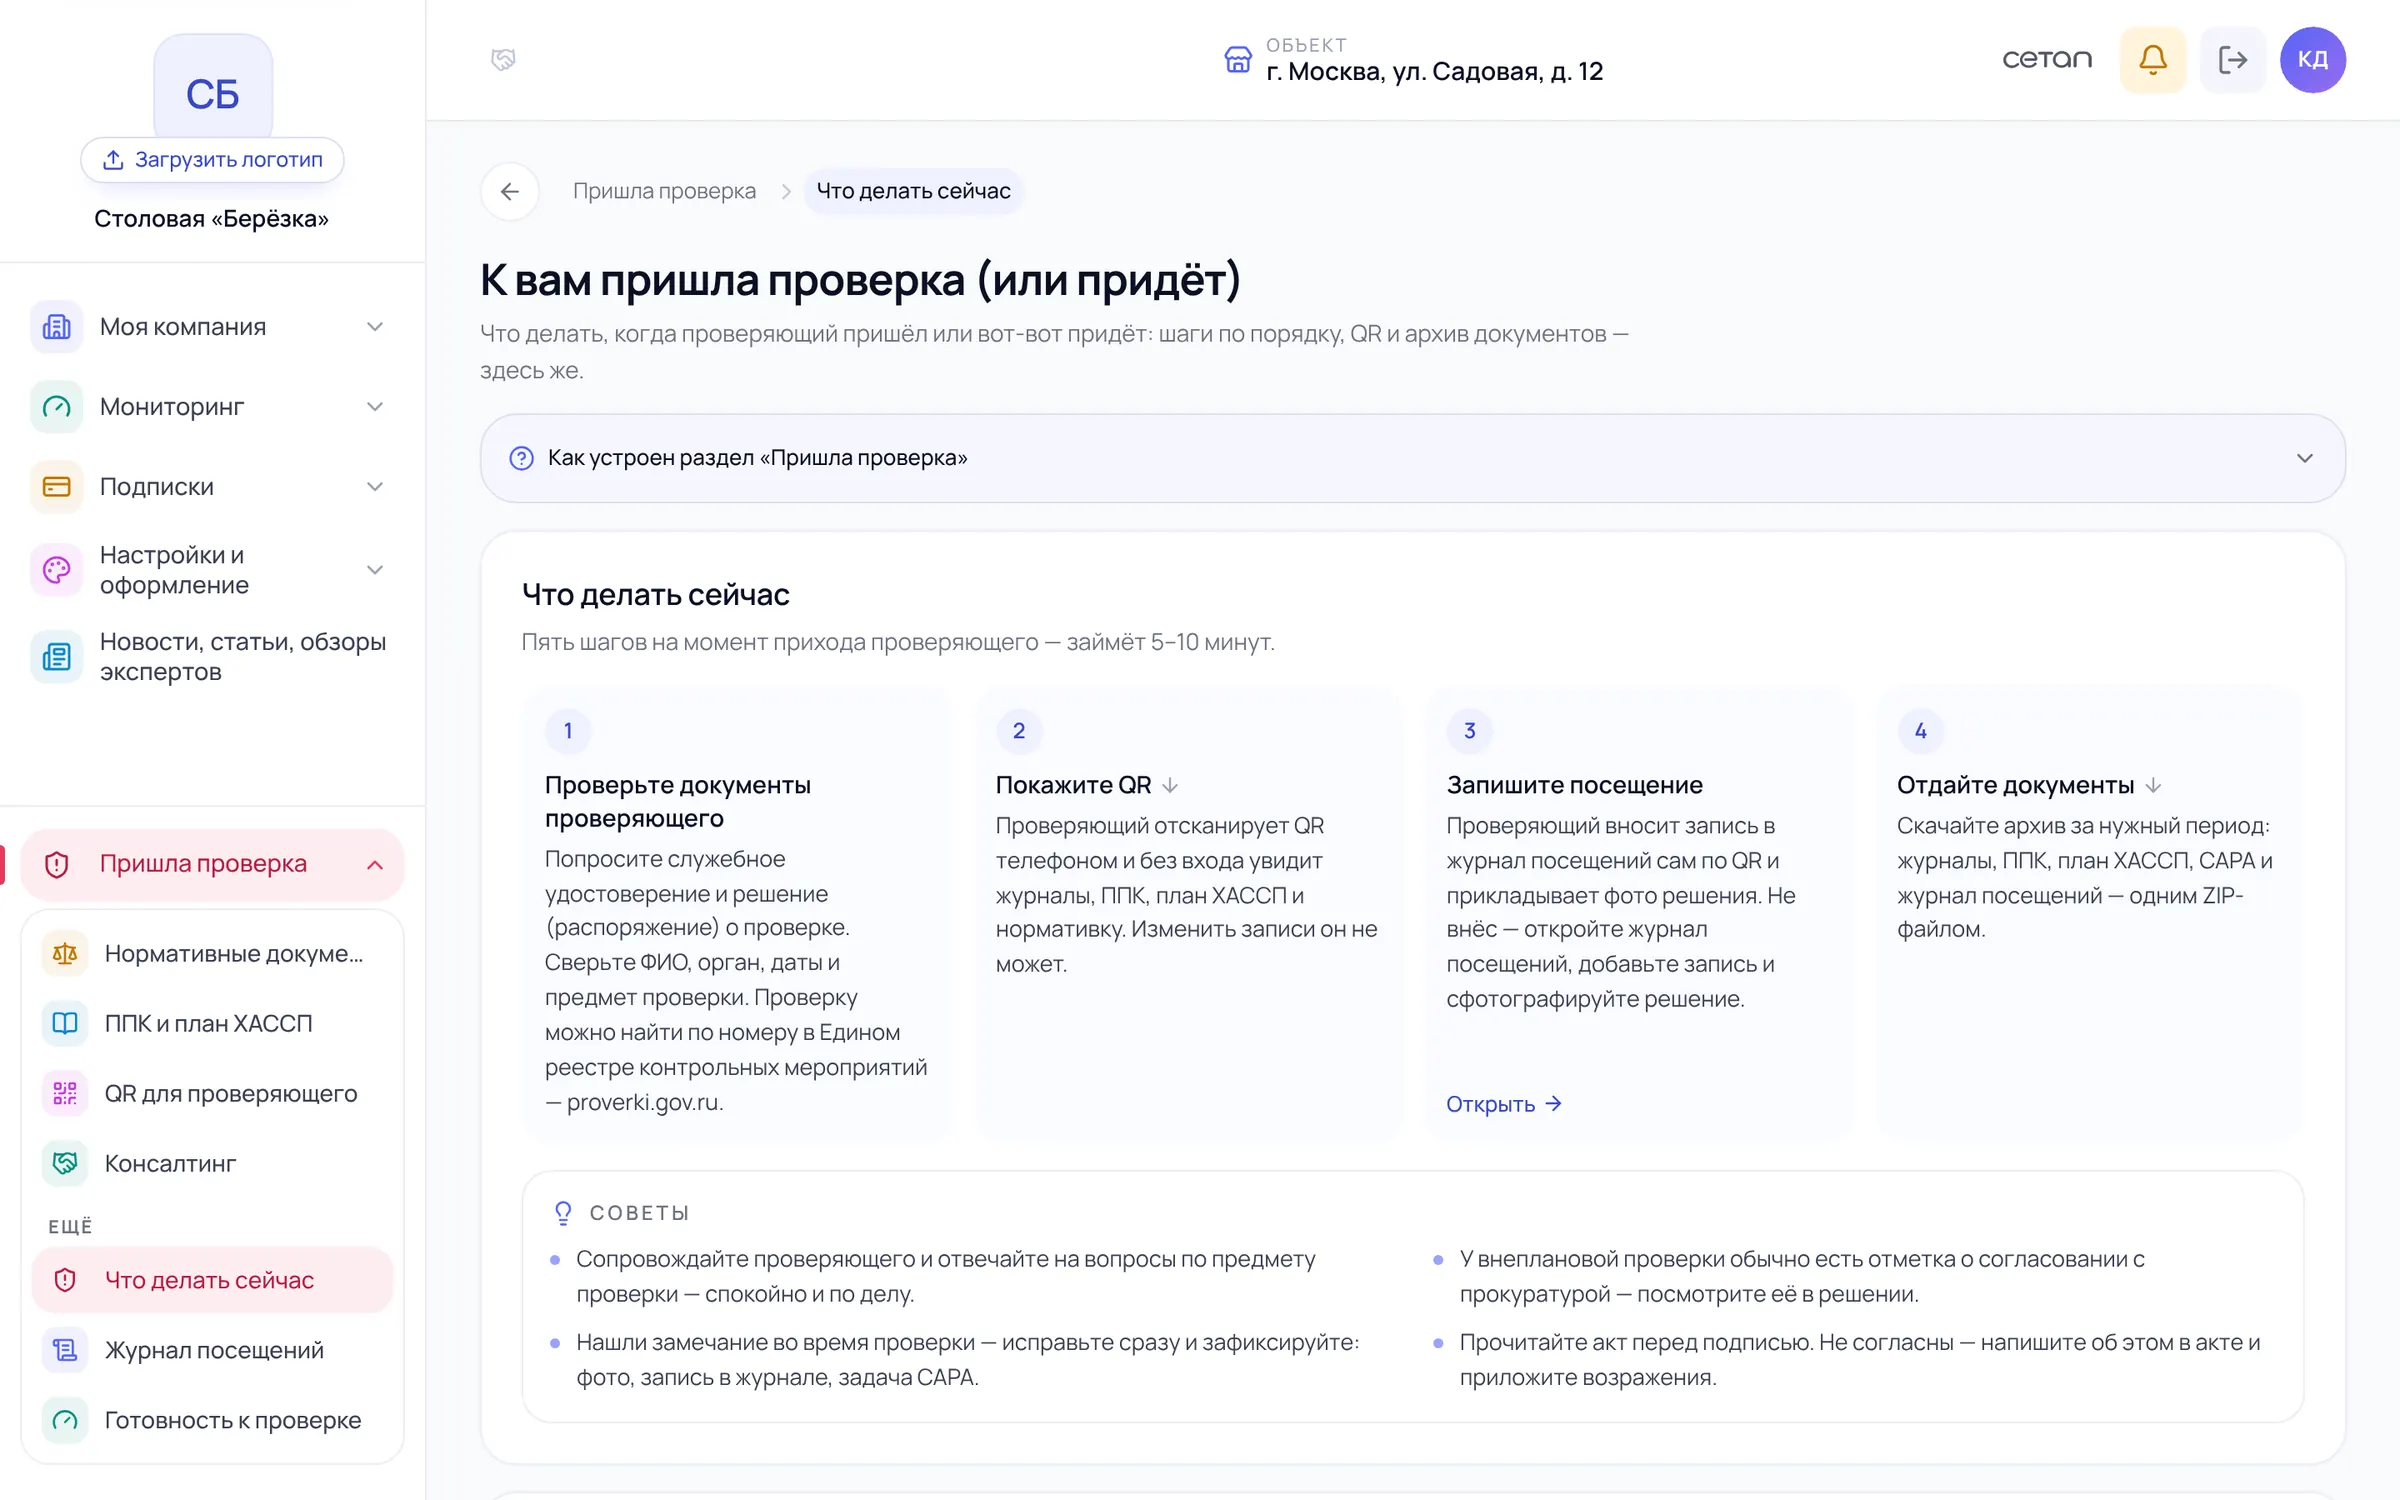 СБ
Загрузить логотип
Столовая «Берёзка»
Моя компания
Мониторинг
Подписки
Настройки и
оформление
Новости, статьи, обзоры
экспертов
Пришла проверка
Нормативные докуме...
ППК и план ХАССП
QR для проверяющего
Консалтинг
ЕЩЁ
Что делать сейчас
Журнал посещений
Готовность к проверке
ОБЪЕКТ
г. Москва, ул. Садовая, д. 12
сетап
КД
Пришла проверка
Что делать сейчас
К вам пришла проверка (или придёт)
Что делать, когда проверяющий пришёл или вот-вот придёт: шаги по порядку, QR и архив документов —
здесь же.
Как устроен раздел «Пришла проверка»
Что делать сейчас
Пять шагов на момент прихода проверяющего — займёт 5–10 минут.
1
Проверьте документы
проверяющего
Попросите служебное
удостоверение и решение
(распоряжение) о проверке.
Сверьте ФИО, орган, даты и
предмет проверки. Проверку
можно найти по номеру в Едином
реестре контрольных мероприятий
— proverki.gov.ru.
2
Покажите QR
Проверяющий отсканирует QR
телефоном и без входа увидит
журналы, ППК, план ХАССП и
нормативку. Изменить записи он не
может.
3
Запишите посещение
Проверяющий вносит запись в
журнал посещений сам по QR и
прикладывает фото решения. Не
внёс — откройте журнал
посещений, добавьте запись и
сфотографируйте решение.
Открыть
4
Отдайте документы
Скачайте архив за нужный период:
журналы, ППК, план ХАССП, CAPA и
журнал посещений — одним ZIP-
файлом.
СОВЕТЫ
Сопровождайте проверяющего и отвечайте на вопросы по предмету
проверки — спокойно и по делу.
Нашли замечание во время проверки — исправьте сразу и зафиксируйте:
фото, запись в журнале, задача CAPA.
У внеплановой проверки обычно есть отметка о согласовании с
прокуратурой — посмотрите её в решении.
Прочитайте акт перед подписью. Не согласны — напишите об этом в акте и
приложите возражения.